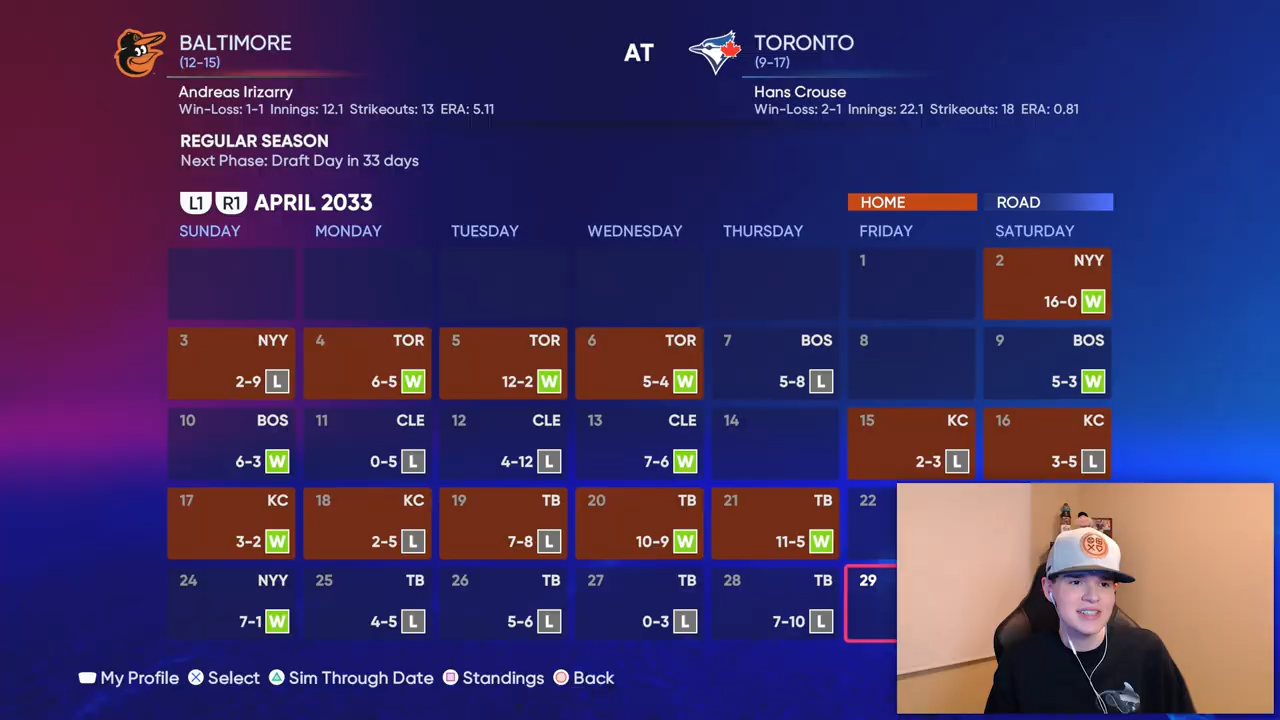 BALTIMORE
(12-15)
AT
TORONTO
(9-17)
Andreas Irizarry
Win-Loss: 1-1 Innings: 12.1 Strikeouts: 13 ERA: 5.11
Hans Crouse
Win-Loss: 2-1 Innings: 22.1 Strikeouts: 18 ERA: 0.81
REGULAR SEASON
Next Phase: Draft Day in 33 days
L1 R1 APRIL 2033
HOME ROAD
SUNDAY MONDAY TUESDAY WEDNESDAY THURSDAY FRIDAY SATURDAY
1 2 NYY
16-0 W
3 NYY 4 TOR 5 TOR 6 TOR 7 BOS 8 9 BOS
2-9 L 6-5 W 12-2 W 5-4 W 5-8 L 5-3 W
10 BOS 11 CLE 12 CLE 13 CLE 14 15 KC 16 KC
6-3 W 0-5 L 4-12 L 7-6 W 2-3 L 3-5 L
17 KC 18 KC 19 TB 20 TB 21 TB 22
3-2 W 2-5 L 7-8 L 10-9 W 11-5 W
24 NYY 25 TB 26 TB 27 TB 28 TB 29
7-1 W 4-5 L 5-6 L 0-3 L 7-10 L
My Profile Select Sim Through Date Standings Back